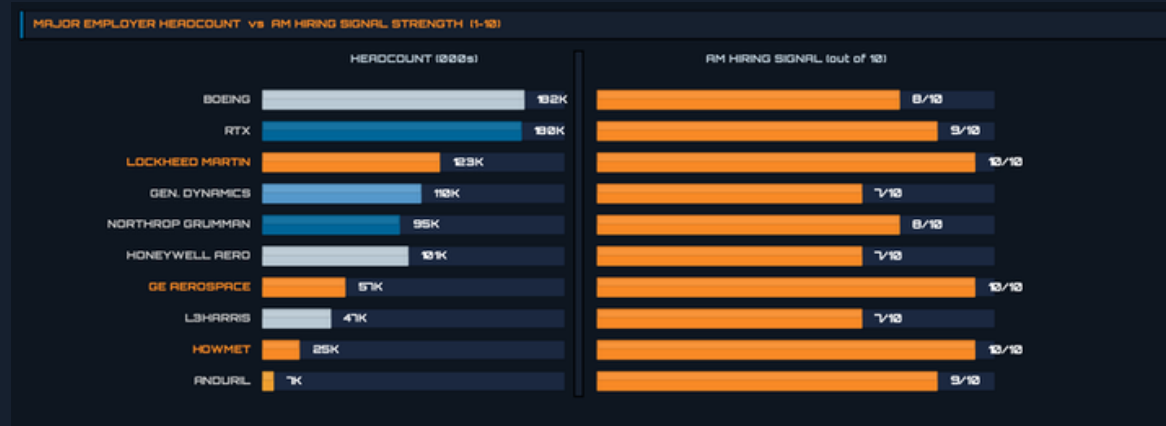 MAJOR EMPLOYER HEADCOUNT vs AM HIRING SIGNAL STRENGTH (1-10)
HEADCOUNT (000s) AM HIRING SIGNAL (out of 10)
BOEING 182K 8/10
RTX 180K 9/10
LOCKHEED MARTIN 123K 10/10
GEN. DYNAMICS 110K 7/10
NORTHROP GRUMMAN 95K 8/10
HONEYWELL AERO 101K 7/10
GE AEROSPACE 57K 10/10
L3HARRIS 47K 7/10
HOWMET 25K 10/10
ANDURIL 7K 9/10